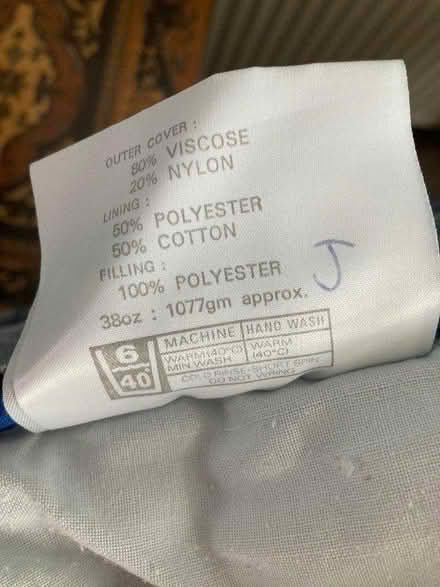 OUTER COVER :
80% VISCOSE
20% NYLON
LINING :
50% POLYESTER
50% COTTON
FILLING :
100% POLYESTER
38oz : 1077gm approx.
J
6
40
MACHINE
HAND WASH
WARM (40°C)
MIN WASH
WARM
(40°C)
COLD RINSE·SHORT SPIN
DO NOT WRING